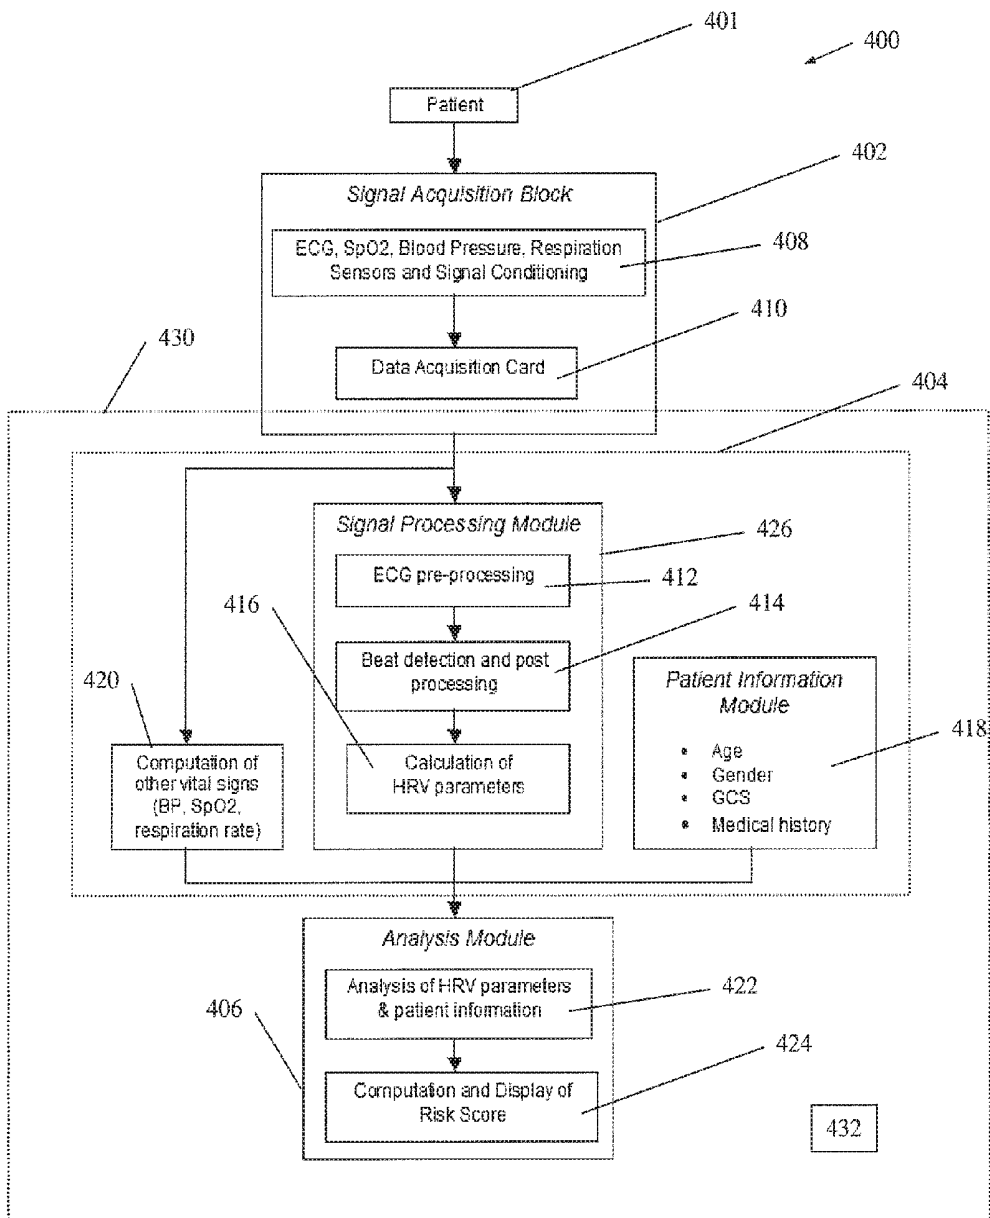 401
400
Patient
402
Signal Acquisition Block
ECG, SpO2, Blood Pressure, Respiration
Sensors and Signal Conditioning
408
410
430
Data Acquisition Card
404
Signal Processing Module
426
ECG pre-processing
412
416
414
Beat detection and post
processing
Patient Information
Module
420
418
Computation of
other vital signs
(BP, SpO2,
respiration rate)
Calculation of
HRV parameters
• Age
• Gender
• GCS
• Medical history
Analysis Module
Analysis of HRV parameters
& patient information
422
406
424
Computation and Display of
Risk Score
432